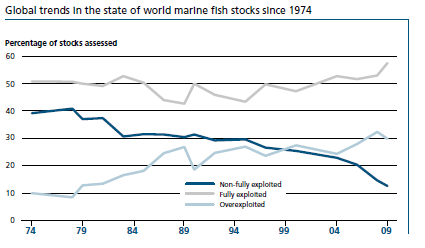 Global trends in the state of world marine fish stocks since 1974
Percentage of stocks assessed
60
50
40
30
20
10
0
Non-fully exploited
Fully exploited
Overexploited
74 79 84 89 94 99 04 09